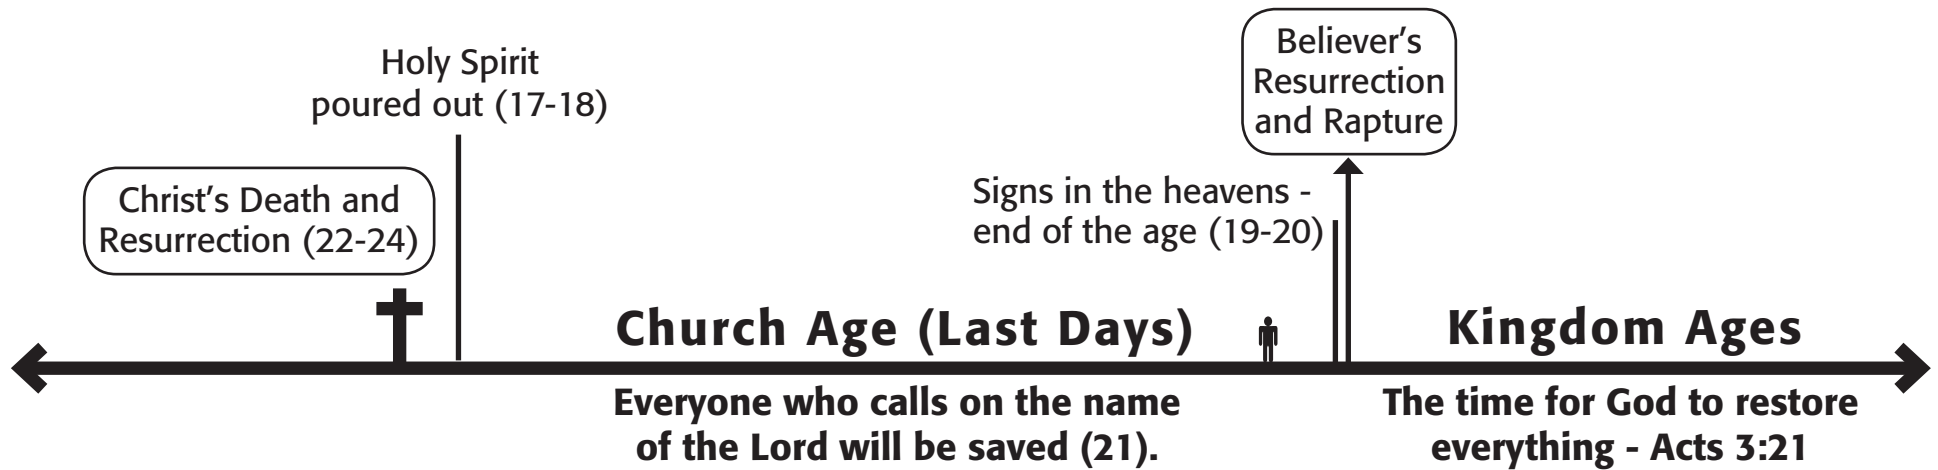 Holy Spirit
poured out (17-18)
Christ's Death and
Resurrection (22-24)
Believer's
Resurrection
and Rapture
Signs in the heavens -
end of the age (19-20)
Church Age (Last Days)
Kingdom Ages
Everyone who calls on the name
of the Lord will be saved (21).
The time for God to restore
everything - Acts 3:21